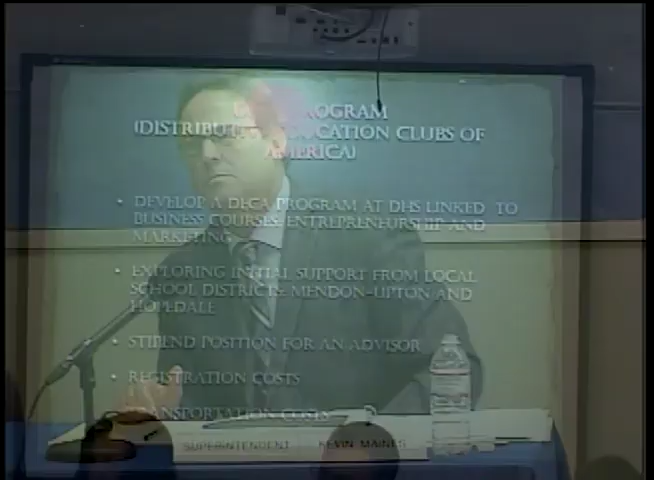 PROGRAM
(DISTRIBUTIVE EDUCATION CLUBS OF
AMERICA)
• DEVELOP A DECA PROGRAM AT DHS LINKED TO
BUSINESS COURSES: ENTREPRENEURSHIP AND
MARKETING
• EXPLORING INITIAL SUPPORT FROM LOCAL
SCHOOL DISTRICTS: MENDON-UPTON AND
HOPEDALE
• STIPEND POSITION FOR AN ADVISOR
• REGISTRATION COSTS
TRANSPORTATION COSTS
SUPERINTENDENT KEVIN MAINES